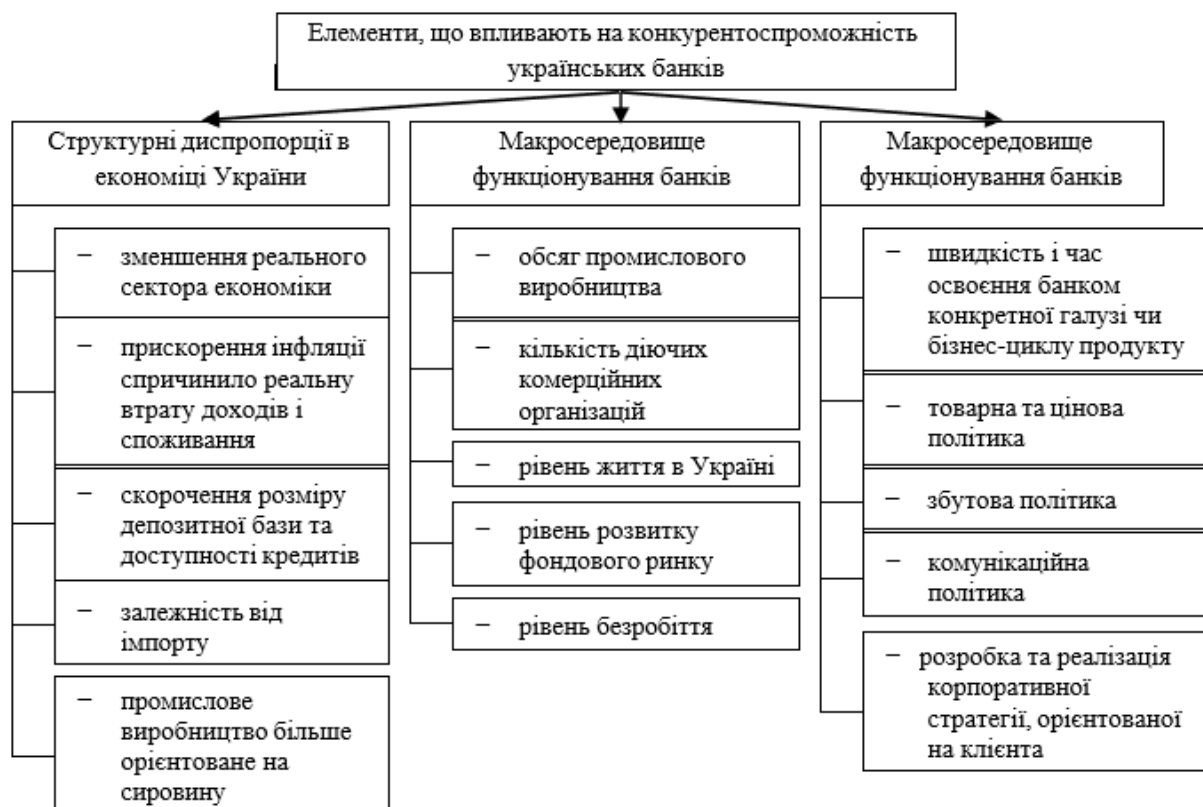 Елементи, що впливають на конкурентоспроможність
українських банків
Структурні диспропорції в
економіці України
− зменшення реального
сектора економіки
− прискорення інфляції
спричинило реальну
втрату доходів і
споживання
− скорочення розміру
депозитної бази та
доступності кредитів
− залежність від
імпорту
− промислове
виробництво більше
орієнтоване на
сировину
Макросередовище
функціонування банків
− обсяг промислового
виробництва
− кількість діючих
комерційних
організацій
− рівень життя в Україні
− рівень розвитку
фондового ринку
− рівень безробіття
Макросередовище
функціонування банків
− швидкість і час
освоєння банком
конкретної галузі чи
бізнес-циклу продукту
− товарна та цінова
політика
− збутова політика
− комунікаційна
політика
− розробка та реалізація
корпоративної
стратегії, орієнтованої
на клієнта